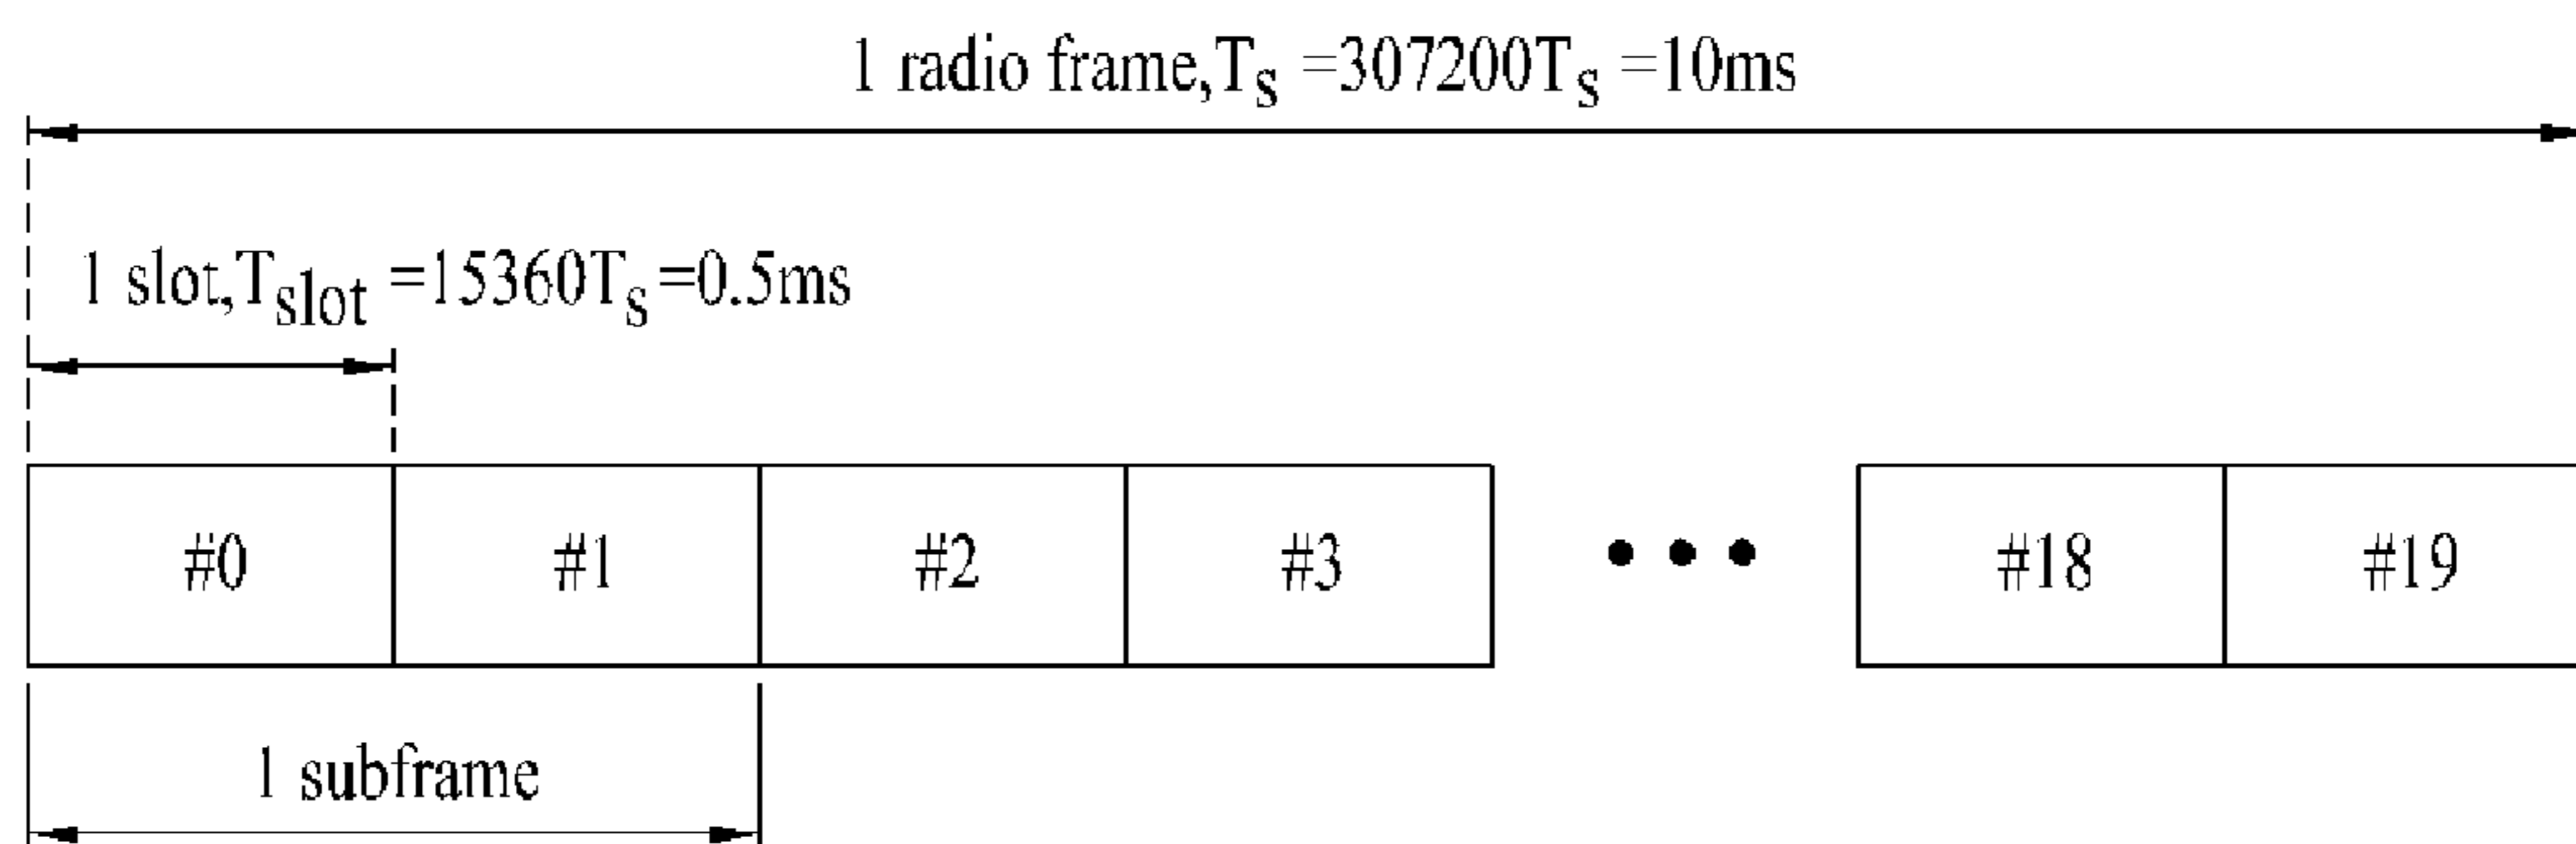 1 radio frame,Ts =307200Ts =10ms
1 slot,Tslot =15360Ts=0.5ms
#0 #1 #2 #3 ••• #18 #19
1 subframe